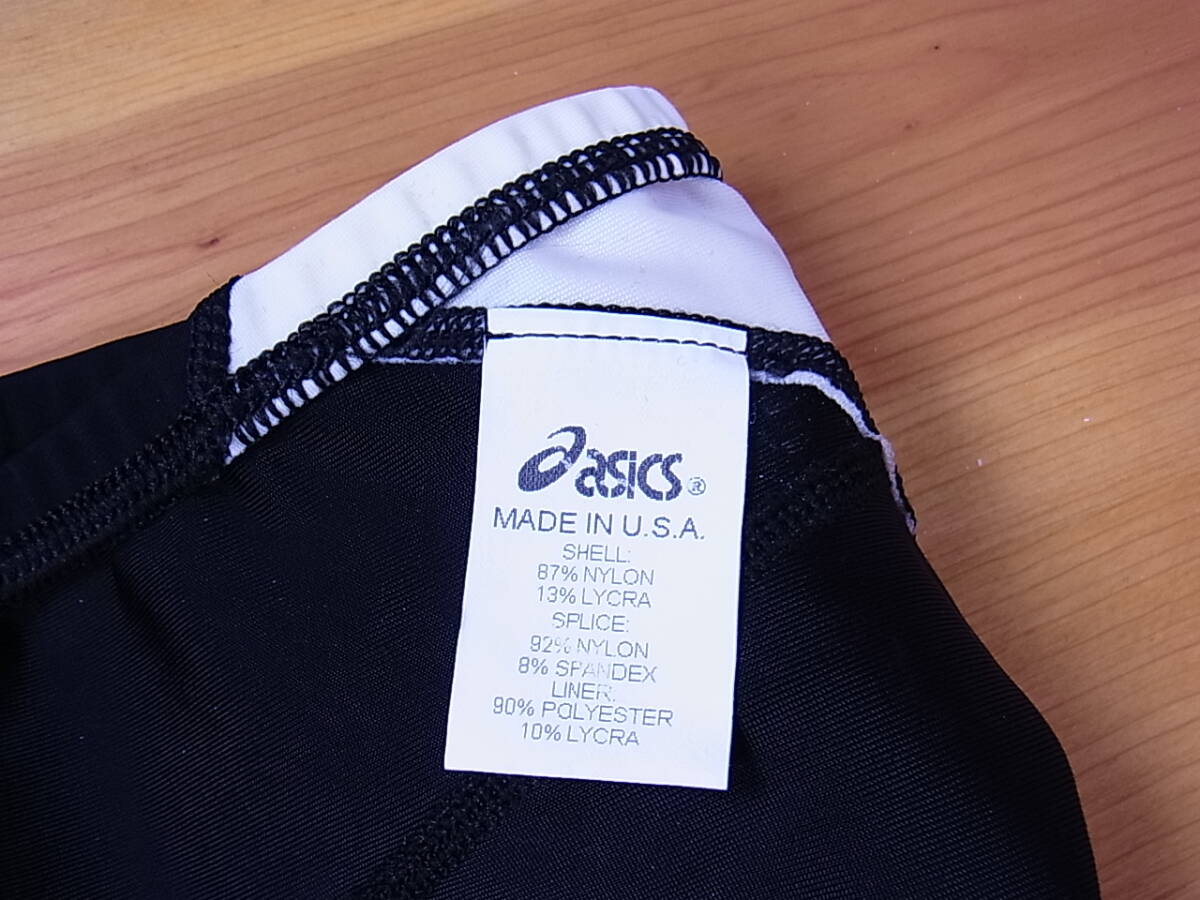 asics®
MADE IN U.S.A.
SHELL:
87% NYLON
13% LYCRA
SPLICE:
92% NYLON
8% SPANDEX
LINER:
90% POLYESTER
10% LYCRA